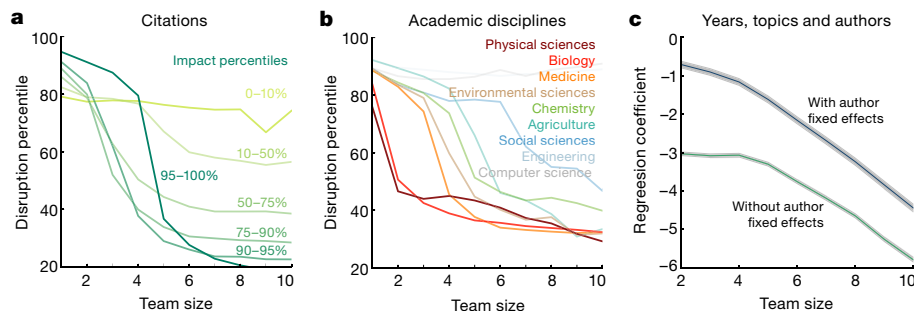 a
Citations
Disruption percentile
100
80
60
40
20
Impact percentiles
0–10%
10–50%
95–100%
50–75%
75–90%
90–95%
2
4
6
8
10
Team size
b
Academic disciplines
Disruption percentile
100
80
60
40
20
Physical sciences
Biology
Medicine
Environmental sciences
Chemistry
Agriculture
Social sciences
Engineering
Computer science
2
4
6
8
10
Team size
c
Years, topics and authors
Regreesion coefficient
0
−1
−2
−3
−4
−5
−6
With author
fixed effects
Without author
fixed effects
2
4
6
8
10
Team size